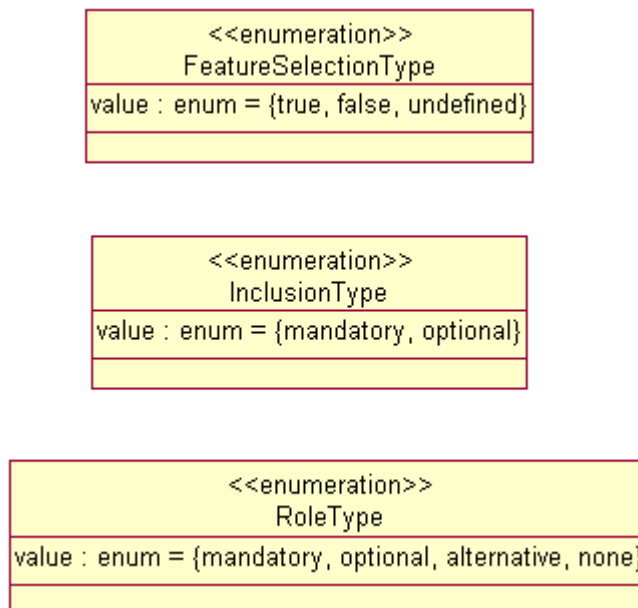 <<enumeration>>
FeatureSelectionType
value : enum = {true, false, undefined}
<<enumeration>>
InclusionType
value : enum = {mandatory, optional}
<<enumeration>>
RoleType
value : enum = {mandatory, optional, alternative, none}